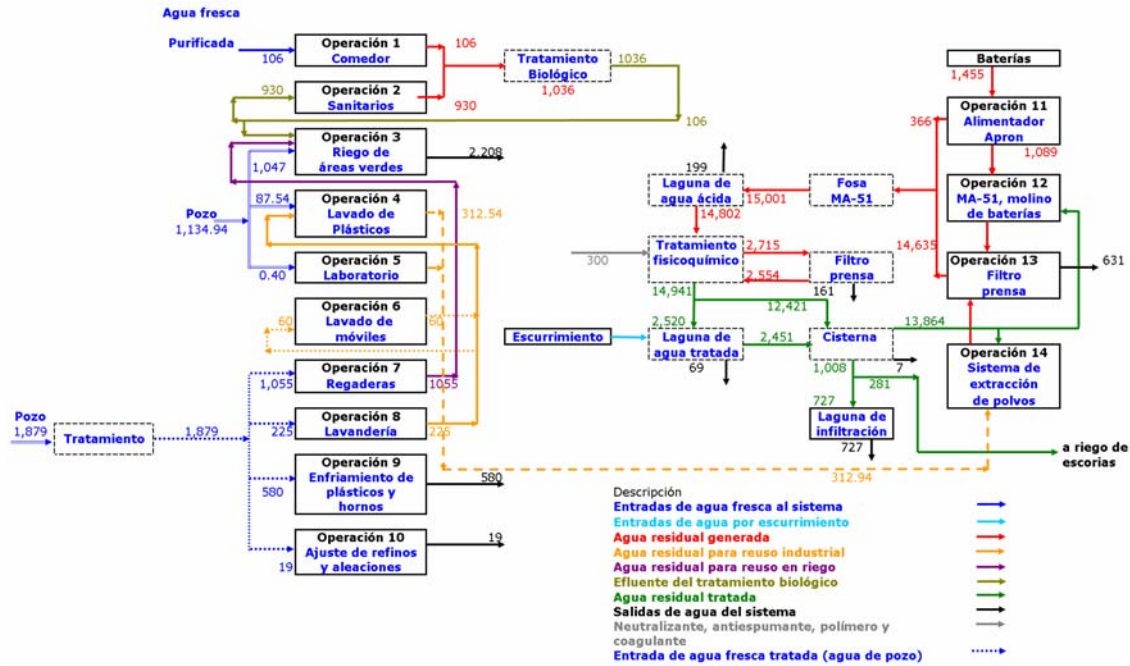 Agua fresca
Purificada
106
Operación 1
Comedor
106
930
Operación 2
Sanitarios
930
Tratamiento
Biológico
1,036
1036
106
Operación 3
Riego de
áreas verdes
1,047
2,208
87.54
Operación 4
Lavado de
Plásticos
312.54
Pozo
1,134.94
0.40
Operación 5
Laboratorio
Operación 6
Lavado de
móviles
60
60
Operación 7
Regaderas
1,055
1055
Pozo
1,879
Tratamiento
1,879
Operación 8
Lavandería
225
225
Operación 9
Enfriamiento de
plásticos y
hornos
580
580
Operación 10
Ajuste de refinos
y aleaciones
19
19
Baterías
1,455
Operación 11
Alimentador
Apron
366
1,089
Operación 12
MA-51, molino
de baterías
14,635
Operación 13
Filtro
prensa
631
Operación 14
Sistema de
extracción
de polvos
13,864
199
Laguna de
agua ácida
15,001
Fosa
MA-51
14,802
300
Tratamiento
fisicoquímico
2,715
2,554
Filtro
prensa
161
14,941
12,421
2,520
Escurrimiento
Laguna de
agua tratada
2,451
69
Cisterna
7
1,008
281
727
Laguna de
infiltración
727
a riego de
escorias
312.94
Descripción
Entradas de agua fresca al sistema
Entradas de agua por escurrimiento
Agua residual generada
Agua residual para reuso industrial
Agua residual para reuso en riego
Efluente del tratamiento biológico
Agua residual tratada
Salidas de agua del sistema
Neutralizante, antiespumante, polímero y
coagulante
Entrada de agua fresca tratada (agua de pozo)